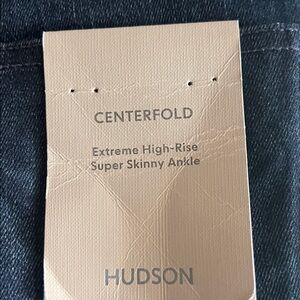 CENTERFOLD
Extreme High-Rise
Super Skinny Ankle
HUDSON